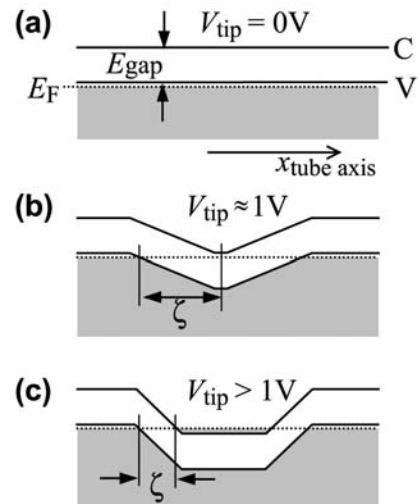 (a) V_tip = 0V
C
E_gap
E_F V
x_tube axis
(b) V_tip ≈ 1V
ζ
(c) V_tip > 1V
ζ